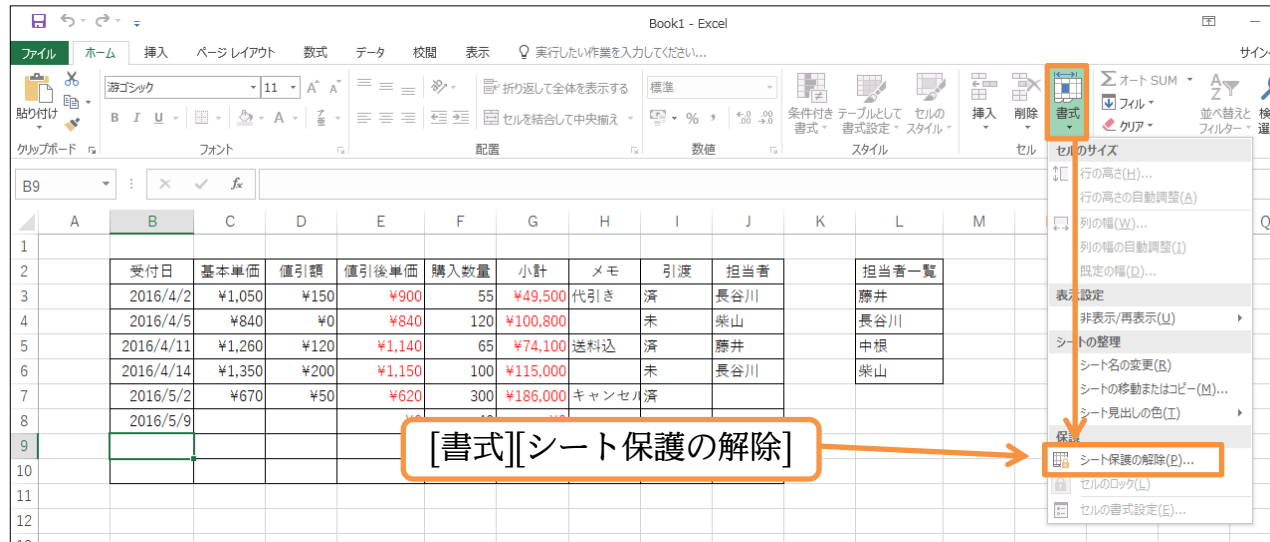 Book1 - Excel
ファイル ホーム 挿入 ページ レイアウト 数式 データ 校閲 表示 実行したい作業を入力してください... サイン
游ゴシック 11 A A 折り返して全体を表示する 標準 オート SUM
貼り付け B I U A セルを結合して中央揃え % 条件付き書式 テーブルとして書式設定 セルのスタイル 挿入 削除 書式 フィル クリア 並べ替えとフィルター 検 選
クリップボード フォント 配置 数値 スタイル セル
B9 fx
A B C D E F G H I J K L M Q
1
2 受付日 基本単価 値引額 値引後単価 購入数量 小計 メモ 引渡 担当者 担当者一覧
3 2016/4/2 ¥1,050 ¥150 ¥900 55 ¥49,500 代引き 済 長谷川 藤井
4 2016/4/5 ¥840 ¥0 ¥840 120 ¥100,800 未 柴山 長谷川
5 2016/4/11 ¥1,260 ¥120 ¥1,140 65 ¥74,100 送料込 済 藤井 中根
6 2016/4/14 ¥1,350 ¥200 ¥1,150 100 ¥115,000 未 長谷川 柴山
7 2016/5/2 ¥670 ¥50 ¥620 300 ¥186,000 キャンセル 済
8 2016/5/9
9
10
11
12
[書式][シート保護の解除]
セルのサイズ
行の高さ(H)...
行の高さの自動調整(A)
列の幅(W)...
列の幅の自動調整(I)
既定の幅(D)...
表示設定
非表示/再表示(U)
シートの整理
シート名の変更(R)
シートの移動またはコピー(M)...
シート見出しの色(T)
保護
シート保護の解除(P)...
セルのロック(L)
セルの書式設定(E)...